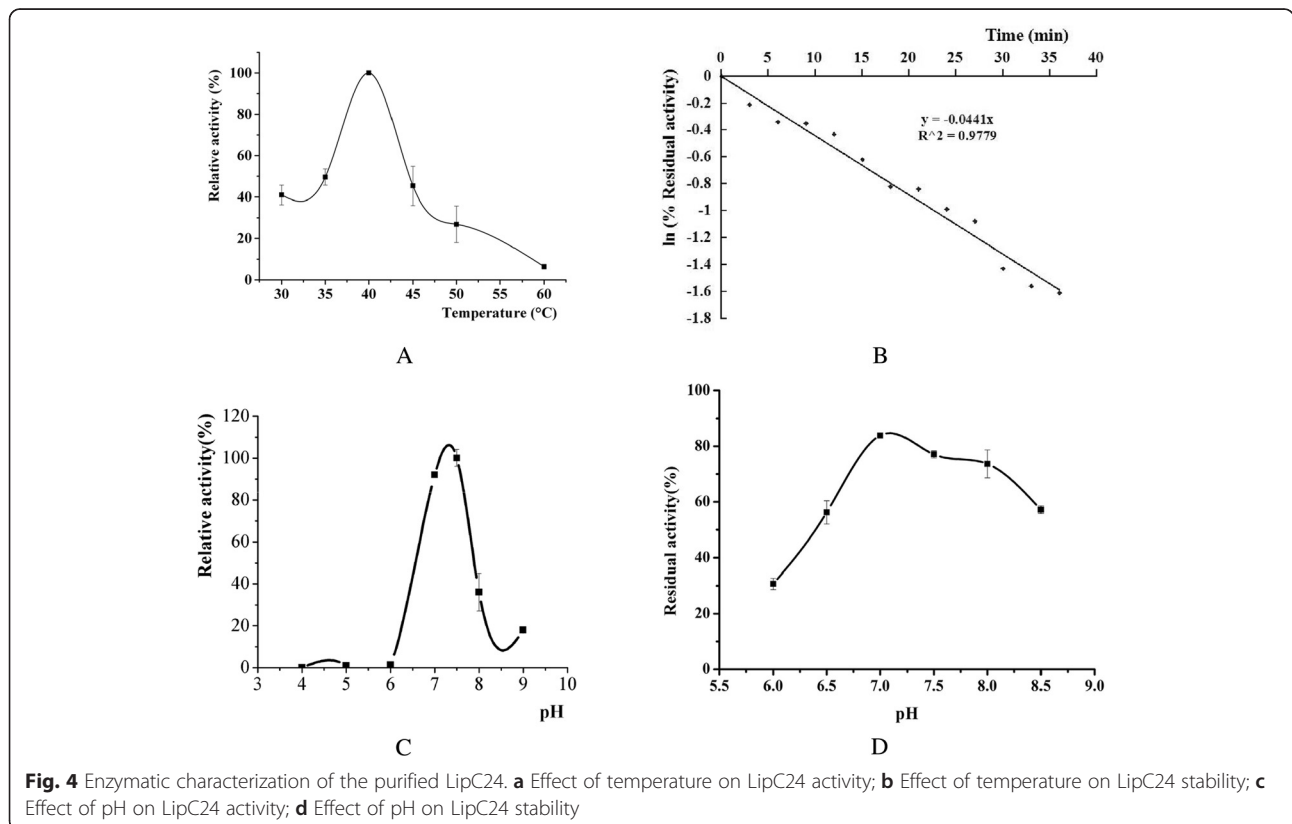 Relative activity (%)
100
80
60
40
20
0
30 35 40 45 50 55 60
Temperature (°C)
A
Time (min)
0 5 10 15 20 25 30 35 40
ln (% Residual activity)
0
-0.2
-0.4
-0.6
-0.8
-1
-1.2
-1.4
-1.6
-1.8
y = -0.0441x
R^2 = 0.9779
B
Relative activity(%)
120
100
80
60
40
20
0
3 4 5 6 7 8 9 10
pH
C
Residual activity(%)
100
80
60
40
20
0
5.5 6.0 6.5 7.0 7.5 8.0 8.5 9.0
pH
D
Fig. 4 Enzymatic characterization of the purified LipC24. a Effect of temperature on LipC24 activity; b Effect of temperature on LipC24 stability; c
Effect of pH on LipC24 activity; d Effect of pH on LipC24 stability